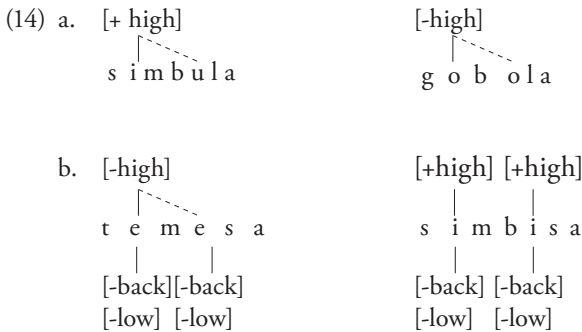 (14) a. [+ high] [-high]
s i m b u l a g o b o l a
b. [-high] [+high] [+high]
t e m e s a s i m b i s a
[-back][-back] [-back] [-back]
[-low] [-low] [-low] [-low]